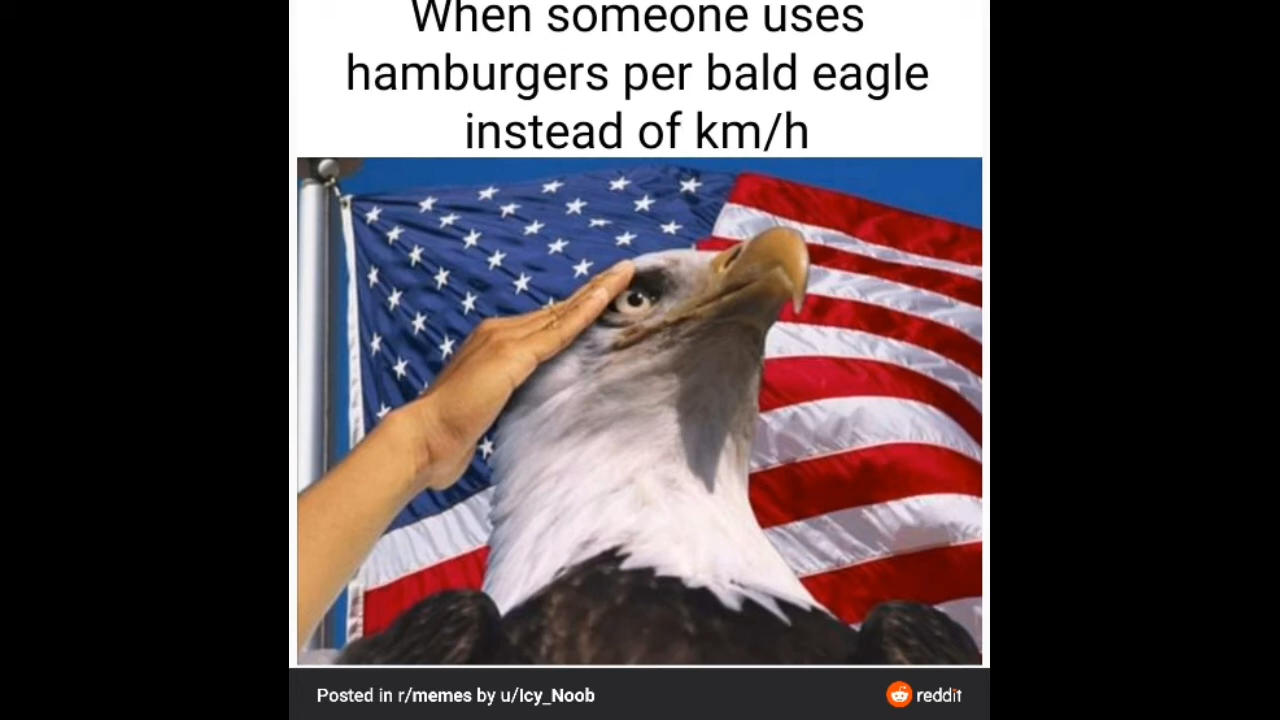 When someone uses
hamburgers per bald eagle
instead of km/h
Posted in r/memes by u/Icy_Noob
reddit